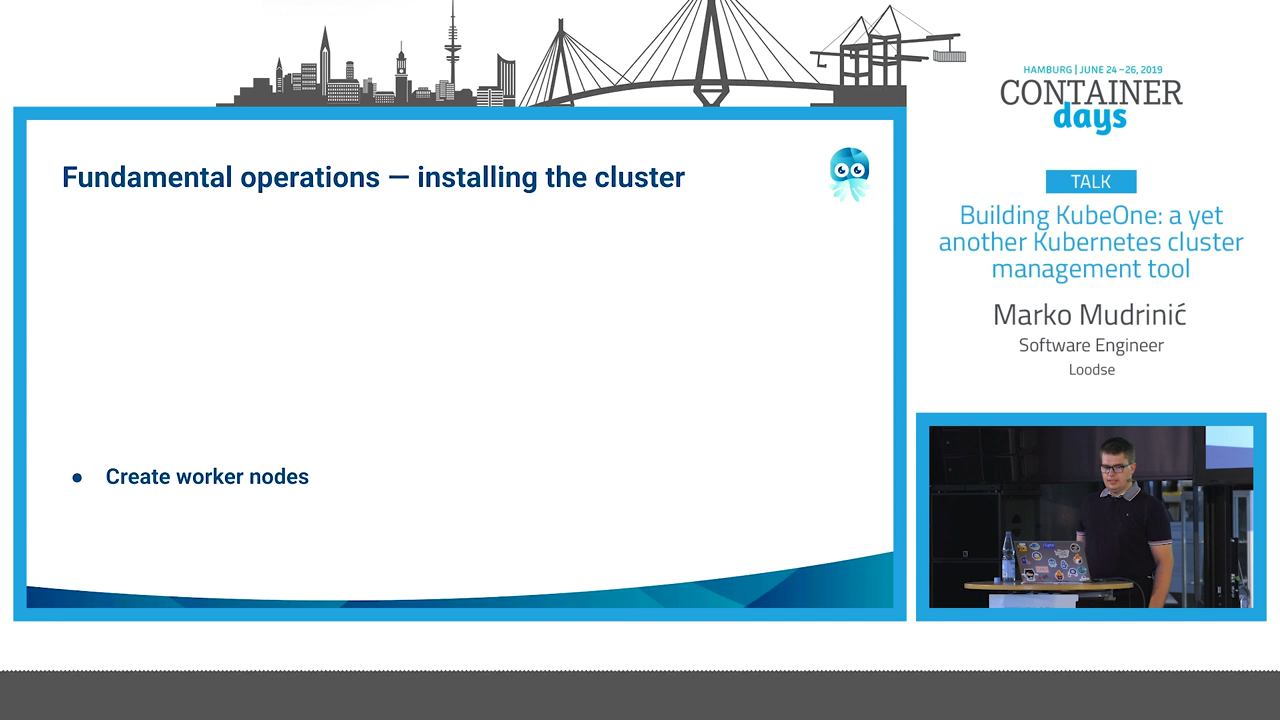 Fundamental operations — installing the cluster
● Create worker nodes
HAMBURG | JUNE 24 – 26, 2019
CONTAINER
days
TALK
Building KubeOne: a yet
another Kubernetes cluster
management tool
Marko Mudrinić
Software Engineer
Loodse